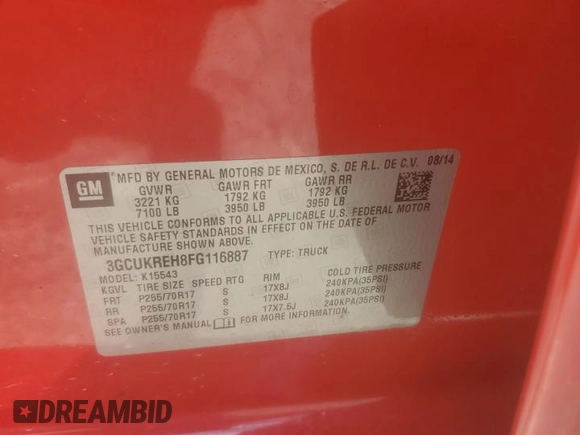 GM
MFD BY GENERAL MOTORS DE MEXICO, S. DE R.L. DE C.V. 08/14
GVWR GAWR FRT GAWR RR
3221 KG 1792 KG 1792 KG
7100 LB 3950 LB 3950 LB
THIS VEHICLE CONFORMS TO ALL APPLICABLE U.S. FEDERAL MOTOR
VEHICLE SAFETY STANDARDS IN EFFECT ON THE DATE OF
MANUFACTURE SHOWN ABOVE.
3GCUKREH8FG116887 TYPE: TRUCK
MODEL: K15543
KGVL TIRE SIZE SPEED RTG RIM COLD TIRE PRESSURE
FRT P255/70R17 S 17X8J 240KPA(35PSI)
RR P255/70R17 S 17X8J 240KPA(35PSI)
SPA P255/70R17 S 17X7.5J 240KPA(35PSI)
SEE OWNER'S MANUAL FOR MORE INFORMATION.
DREAMBID